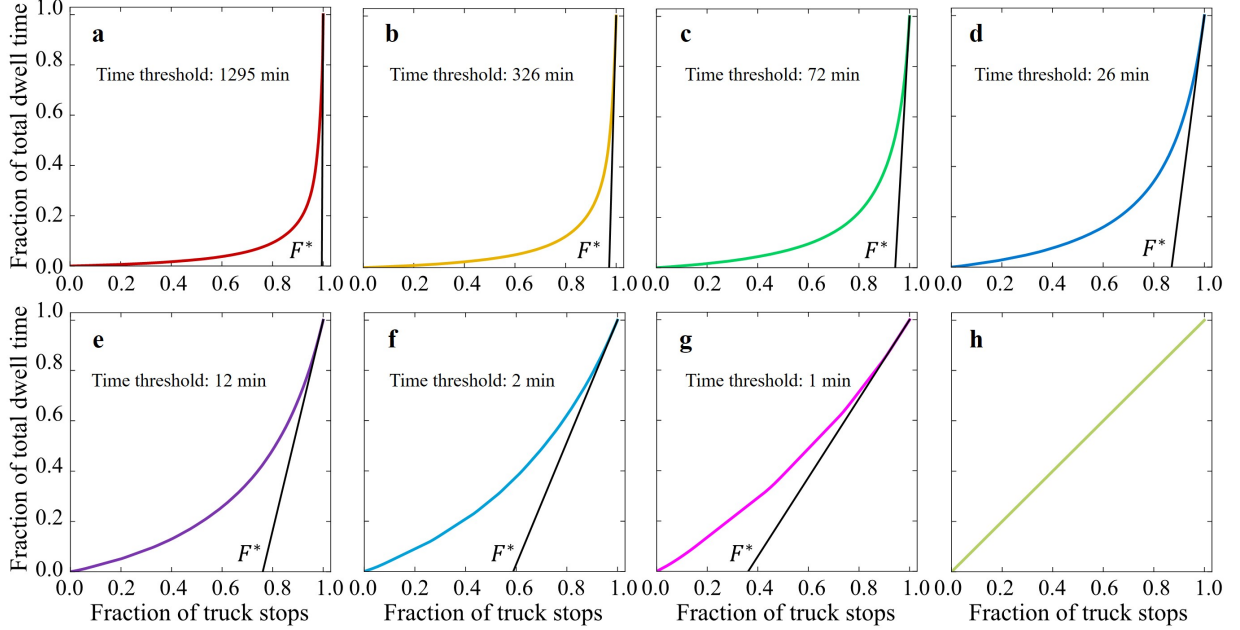 Fraction of total dwell time
1.0
0.8
0.6
0.4
0.2
0.0
a
Time threshold: 1295 min
F*
0.0 0.2 0.4 0.6 0.8 1.0
b
Time threshold: 326 min
F*
0.0 0.2 0.4 0.6 0.8 1.0
c
Time threshold: 72 min
F*
0.0 0.2 0.4 0.6 0.8 1.0
d
Time threshold: 26 min
F*
0.0 0.2 0.4 0.6 0.8 1.0
Fraction of total dwell time
1.0
0.8
0.6
0.4
0.2
0.0
e
Time threshold: 12 min
F*
0.0 0.2 0.4 0.6 0.8 1.0
Fraction of truck stops
f
Time threshold: 2 min
F*
0.0 0.2 0.4 0.6 0.8 1.0
Fraction of truck stops
g
Time threshold: 1 min
F*
0.0 0.2 0.4 0.6 0.8 1.0
Fraction of truck stops
h
0.0 0.2 0.4 0.6 0.8 1.0
Fraction of truck stops